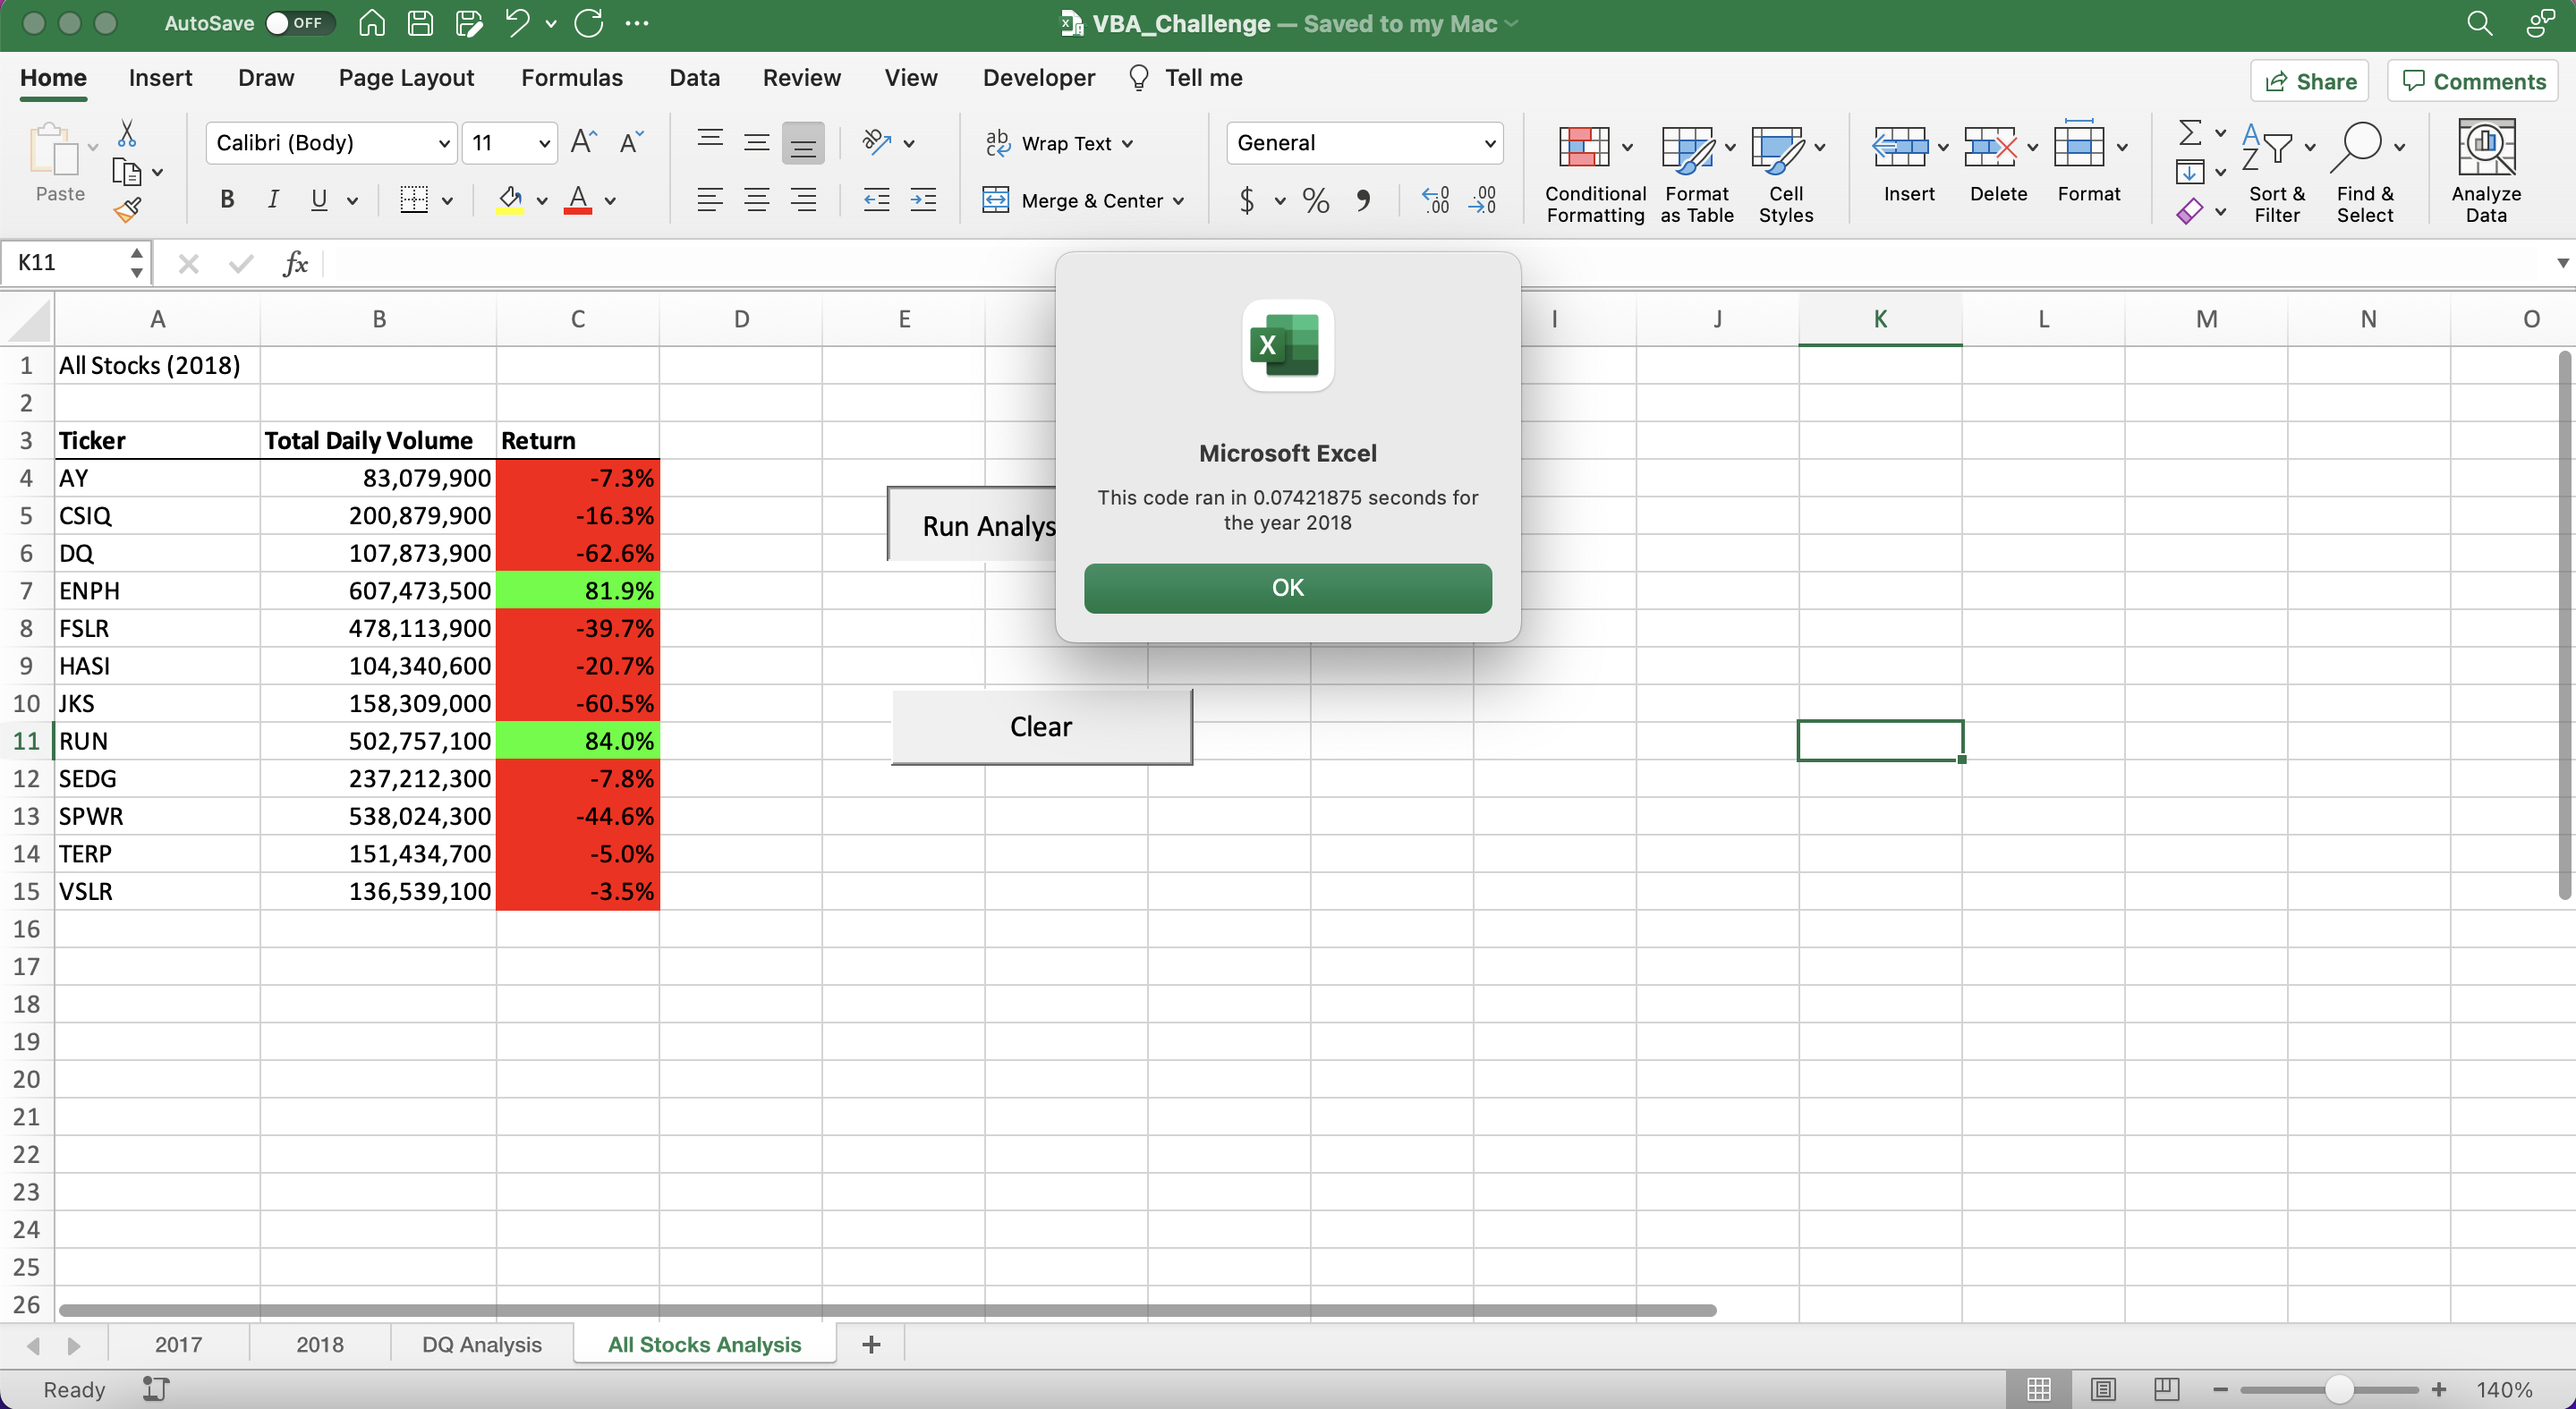 AutoSave OFF
VBA_Challenge — Saved to my Mac
Home Insert Draw Page Layout Formulas Data Review View Developer Tell me
Share Comments
Paste
Calibri (Body) 11
B I U
Wrap Text
Merge & Center
General
$ %
Conditional Formatting
Format as Table
Cell Styles
Insert
Delete
Format
Sort & Filter
Find & Select
Analyze Data
K11 fx
A B C D E I J K L M N O
1 All Stocks (2018)
2
3 Ticker Total Daily Volume Return
4 AY 83,079,900 -7.3%
5 CSIQ 200,879,900 -16.3%
6 DQ 107,873,900 -62.6%
7 ENPH 607,473,500 81.9%
8 FSLR 478,113,900 -39.7%
9 HASI 104,340,600 -20.7%
10 JKS 158,309,000 -60.5%
11 RUN 502,757,100 84.0%
12 SEDG 237,212,300 -7.8%
13 SPWR 538,024,300 -44.6%
14 TERP 151,434,700 -5.0%
15 VSLR 136,539,100 -3.5%
16
17
18
19
20
21
22
23
24
25
26
Run Analys
Clear
Microsoft Excel
This code ran in 0.07421875 seconds for
the year 2018
OK
2017 2018 DQ Analysis All Stocks Analysis +
Ready
140%